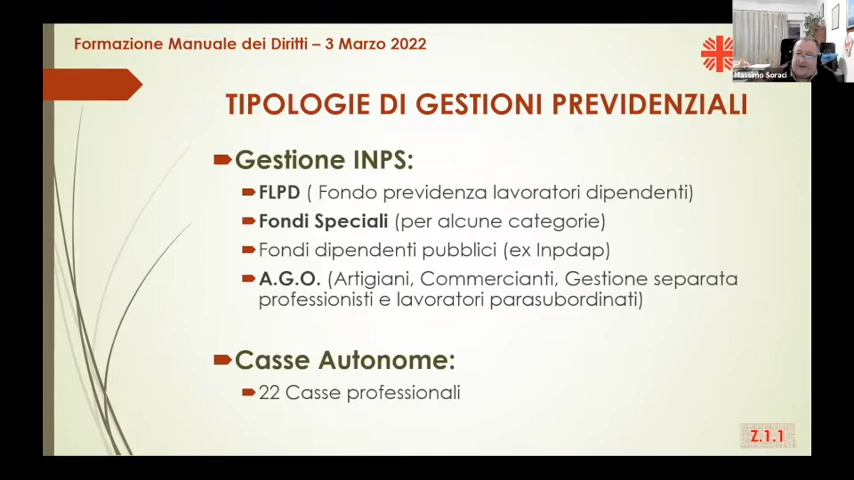 Formazione Manuale dei Diritti – 3 Marzo 2022
Massimo Soraci
TIPOLOGIE DI GESTIONI PREVIDENZIALI
Gestione INPS:
FLPD ( Fondo previdenza lavoratori dipendenti)
Fondi Speciali (per alcune categorie)
Fondi dipendenti pubblici (ex Inpdap)
A.G.O. (Artigiani, Commercianti, Gestione separata
professionisti e lavoratori parasubordinati)
Casse Autonome:
22 Casse professionali
Z.1.1